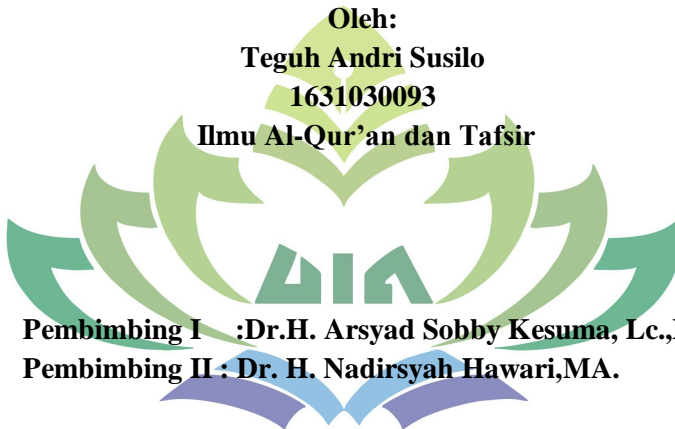 Oleh:
Teguh Andri Susilo
1631030093
Ilmu Al-Qur’an dan Tafsir
UIN
Pembimbing I :Dr.H. Arsyad Sobby Kesuma, Lc.,
Pembimbing II : Dr. H. Nadirsyah Hawari,MA.